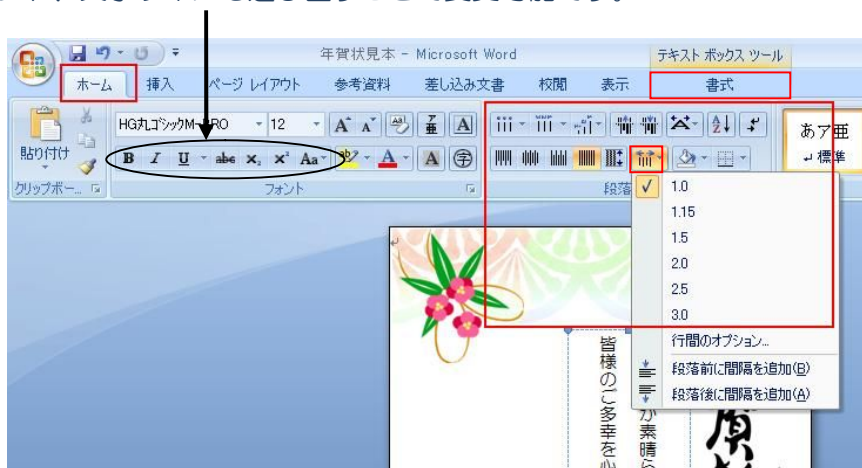 年賀状見本 - Microsoft Word
テキスト ボックス ツール
ホーム 挿入 ページ レイアウト 参考資料 差し込み文書 校閲 表示 書式
HG丸ゴシックM-PRO 12
貼り付け
B I U abe X₂ X² Aa
あア亜
標準
クリップボー... フォント 段落
1.0
1.15
1.5
2.0
2.5
3.0
行間のオプション...
段落前に間隔を追加(B)
段落後に間隔を追加(A)
が素晴ら
皆様のご多幸を心